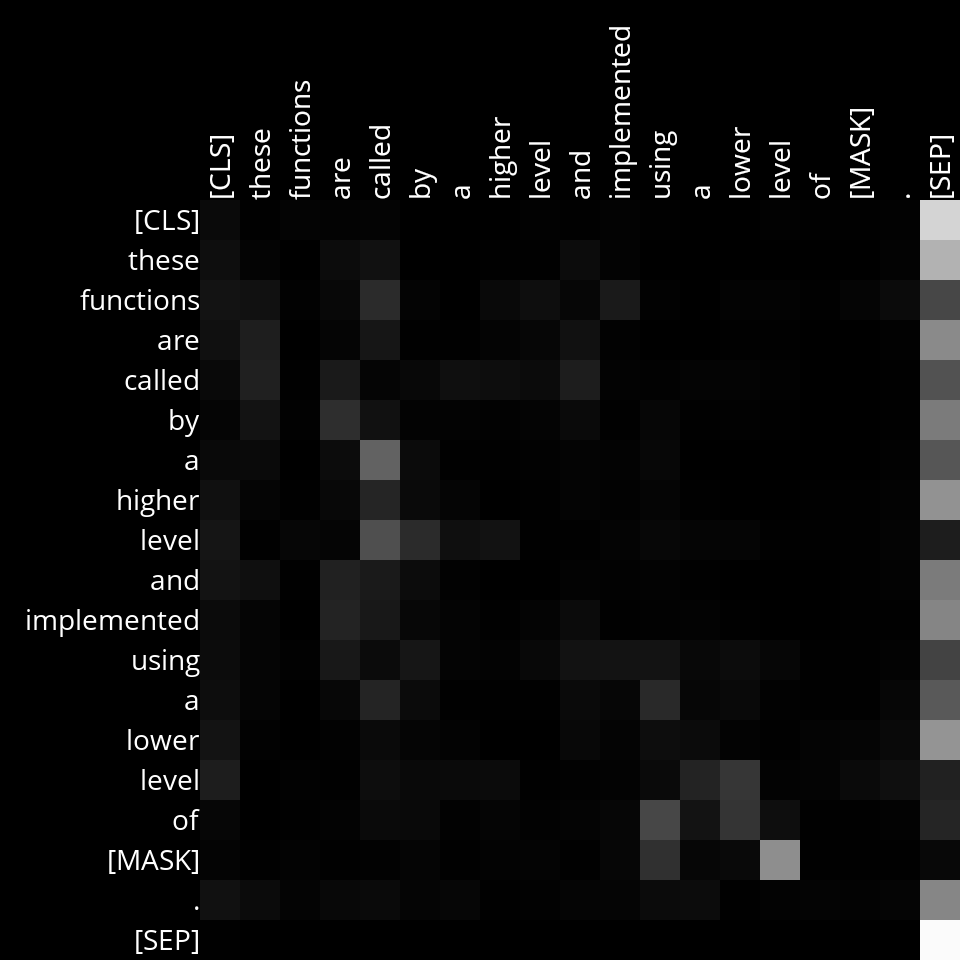 [CLS]
these
functions
are
called
by
a
higher
level
and
implemented
using
a
lower
level
of
[MASK]
.
[SEP]
[CLS]
these
functions
are
called
by
a
higher
level
and
implemented
using
a
lower
level
of
[MASK]
.
[SEP]